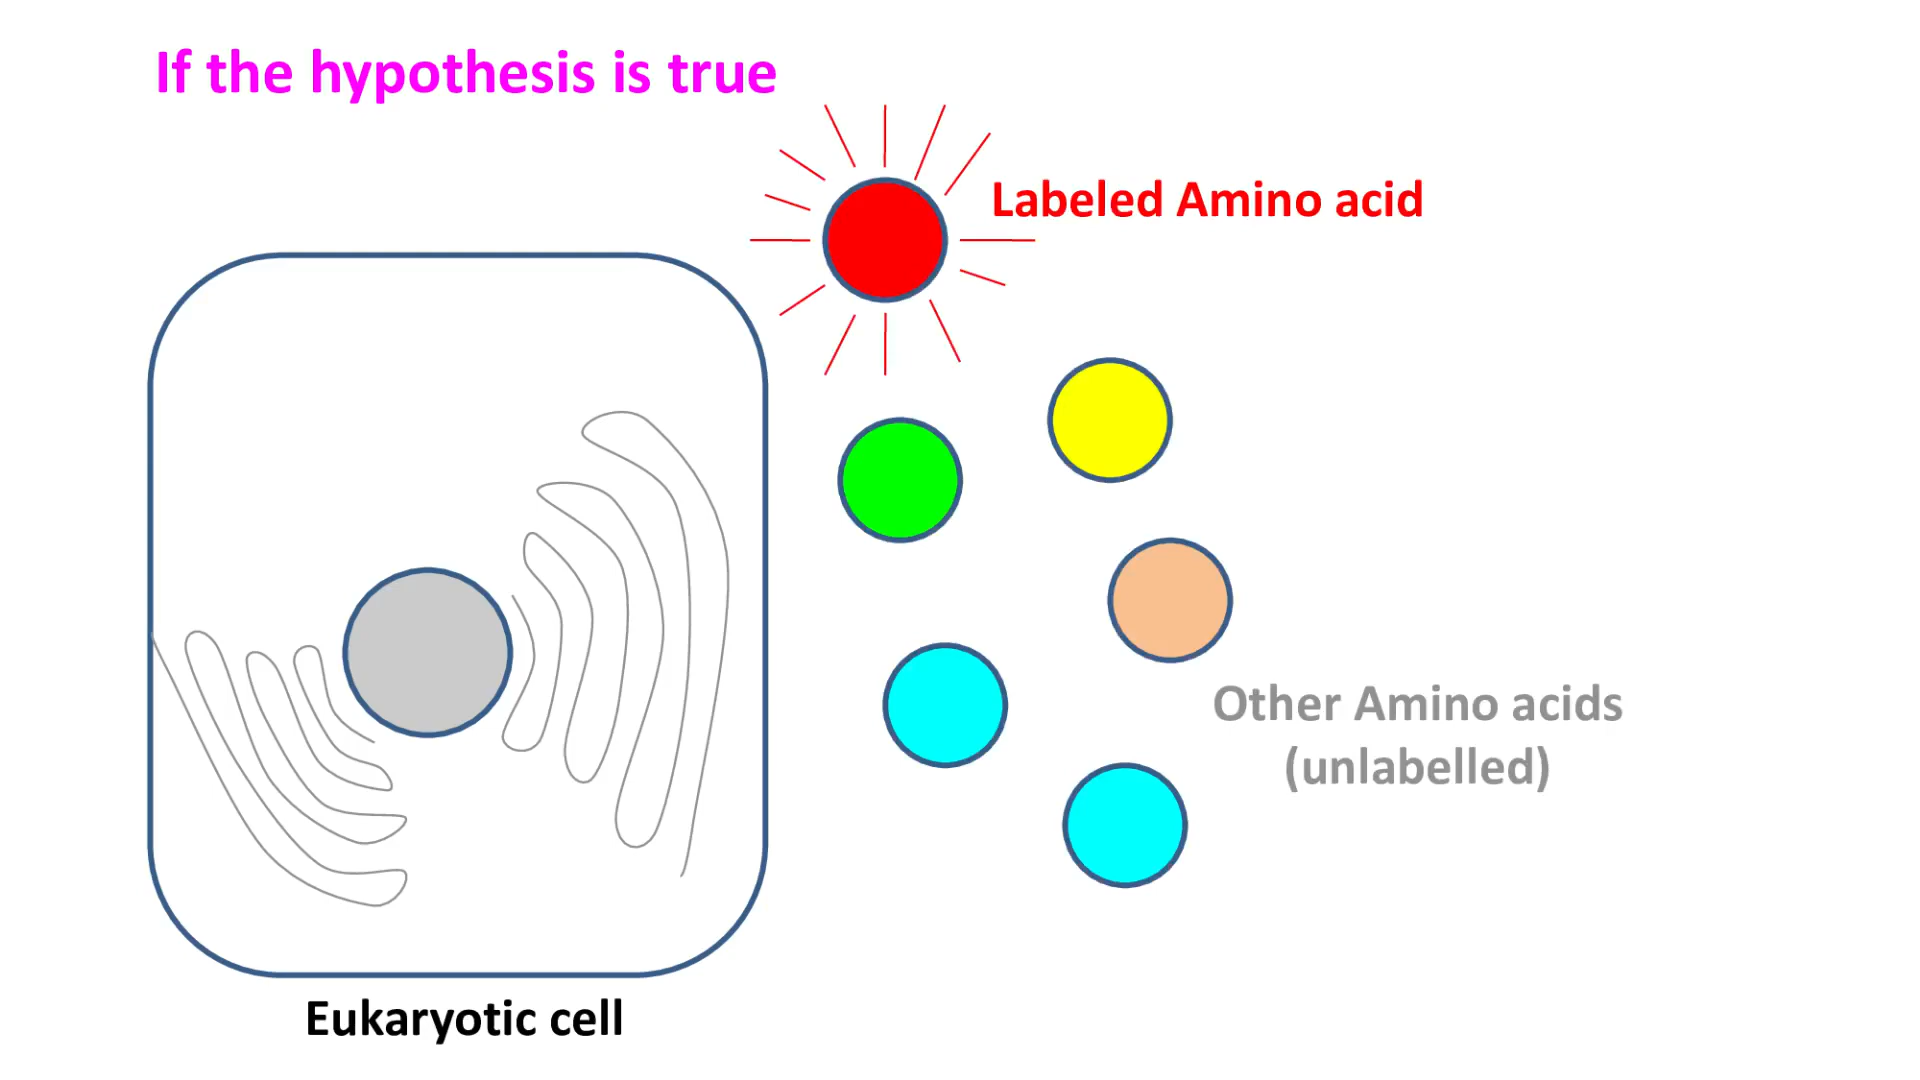 If the hypothesis is true
Labeled Amino acid
Other Amino acids
(unlabelled)
Eukaryotic cell